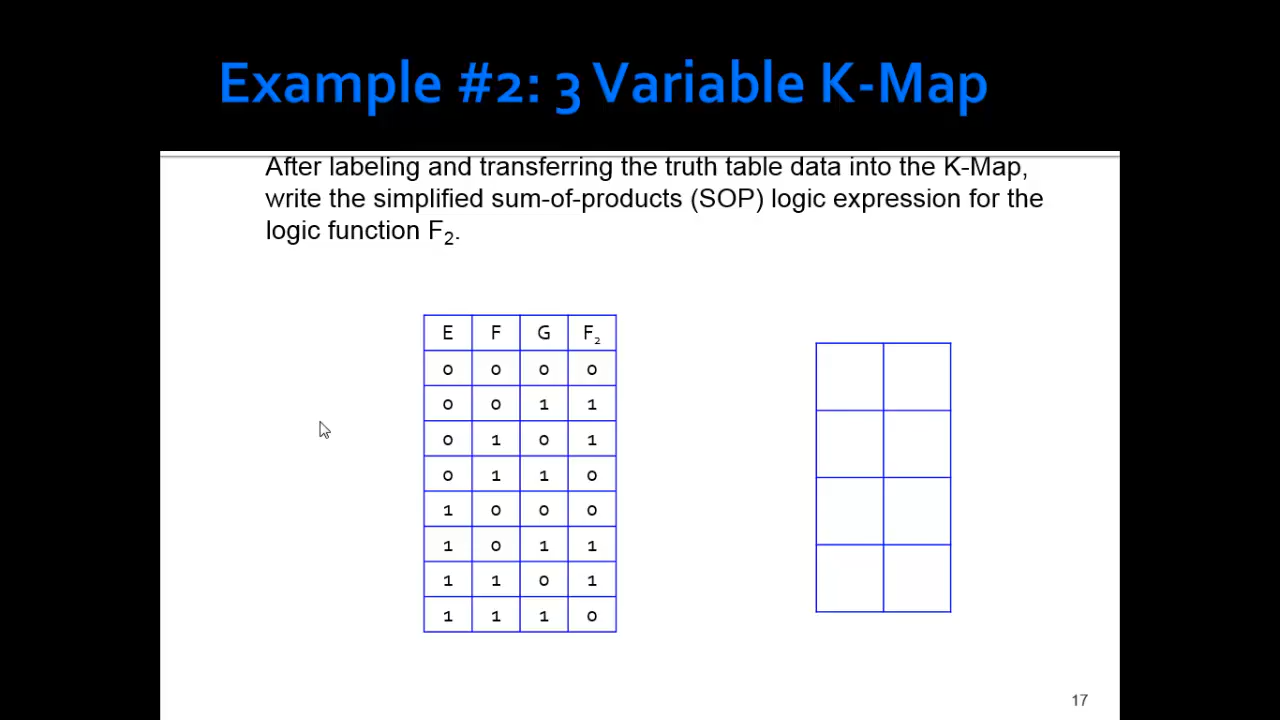 Example #2: 3 Variable K-Map
After labeling and transferring the truth table data into the K-Map,
write the simplified sum-of-products (SOP) logic expression for the
logic function F₂.
E F G F₂
0 0 0 0
0 0 1 1
0 1 0 1
0 1 1 0
1 0 0 0
1 0 1 1
1 1 0 1
1 1 1 0
17